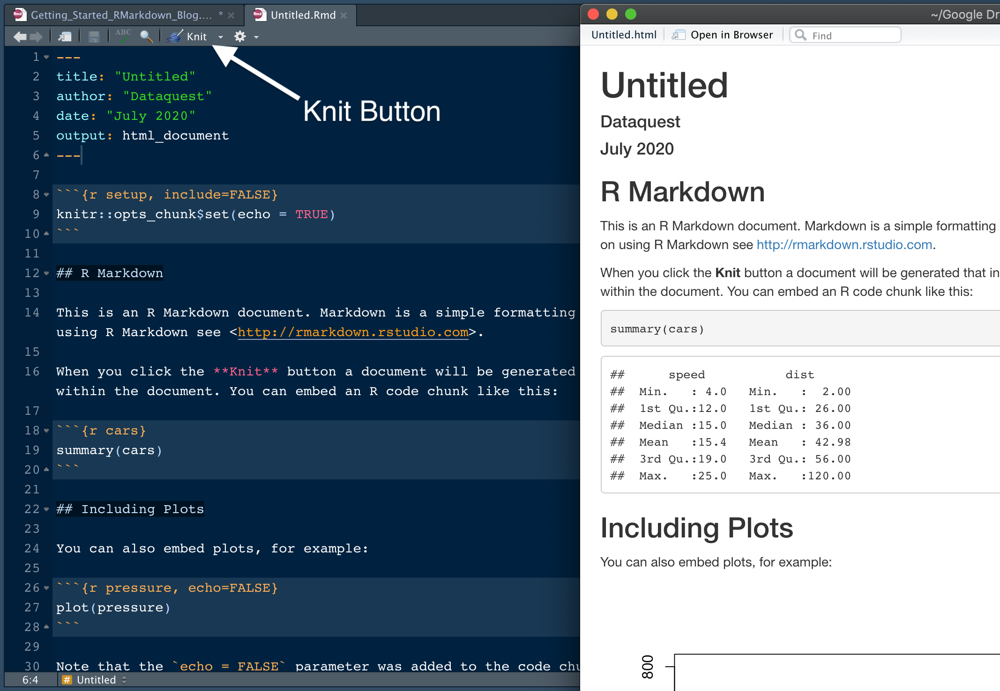 Getting_Started_RMarkdown_Blog.... *
Untitled.Rmd
ABC
Knit
1 ---
2 title: "Untitled"
3 author: "Dataquest"
4 date: "July 2020"
5 output: html_document
6 ---
7
8 ```{r setup, include=FALSE}
9 knitr::opts_chunk$set(echo = TRUE)
10 ```
11
12 ## R Markdown
13
14 This is an R Markdown document. Markdown is a simple formatting
using R Markdown see <http://rmarkdown.rstudio.com>.
15
16 When you click the **Knit** button a document will be generated
within the document. You can embed an R code chunk like this:
17
18 ```{r cars}
19 summary(cars)
20 ```
21
22 ## Including Plots
23
24 You can also embed plots, for example:
25
26 ```{r pressure, echo=FALSE}
27 plot(pressure)
28 ```
29
30 Note that the `echo = FALSE` parameter was added to the code chu
6:4 # Untitled
Knit Button
~/Google Dr
Untitled.html Open in Browser Find
Untitled
Dataquest
July 2020
R Markdown
This is an R Markdown document. Markdown is a simple formatting
on using R Markdown see http://rmarkdown.rstudio.com.
When you click the Knit button a document will be generated that in
within the document. You can embed an R code chunk like this:
summary(cars)
##      speed           dist
##  Min.   : 4.0   Min.   :  2.00
##  1st Qu.:12.0   1st Qu.: 26.00
##  Median :15.0   Median : 36.00
##  Mean   :15.4   Mean   : 42.98
##  3rd Qu.:19.0   3rd Qu.: 56.00
##  Max.   :25.0   Max.   :120.00
Including Plots
You can also embed plots, for example:
800